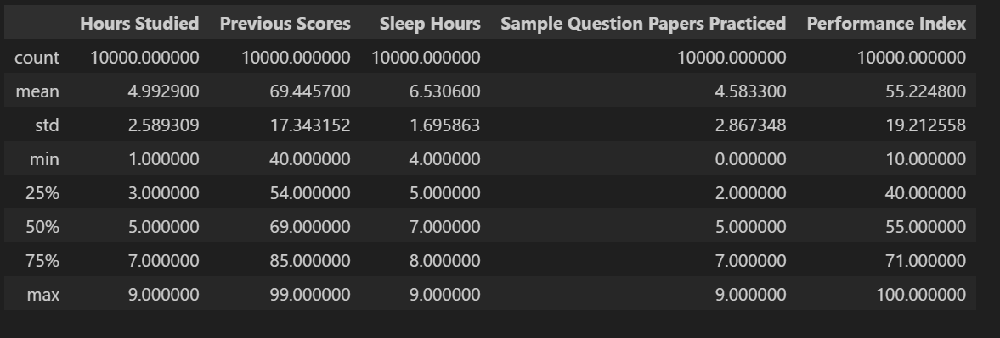 Hours Studied Previous Scores Sleep Hours Sample Question Papers Practiced Performance Index
count 10000.000000 10000.000000 10000.000000 10000.000000 10000.000000
mean 4.992900 69.445700 6.530600 4.583300 55.224800
std 2.589309 17.343152 1.695863 2.867348 19.212558
min 1.000000 40.000000 4.000000 0.000000 10.000000
25% 3.000000 54.000000 5.000000 2.000000 40.000000
50% 5.000000 69.000000 7.000000 5.000000 55.000000
75% 7.000000 85.000000 8.000000 7.000000 71.000000
max 9.000000 99.000000 9.000000 9.000000 100.000000